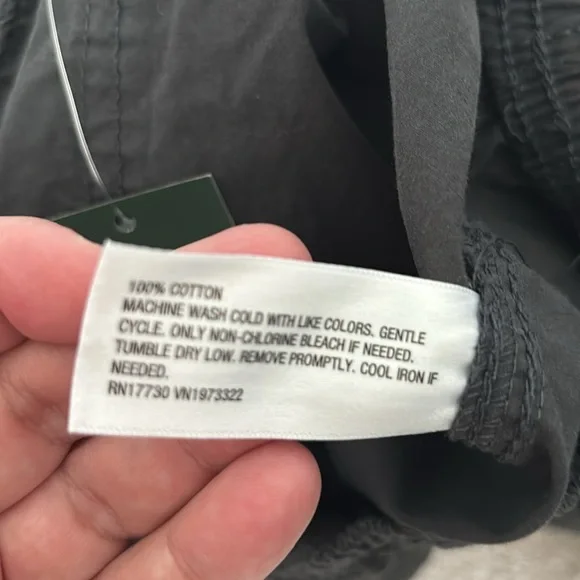 100% COTTON
MACHINE WASH COLD WITH LIKE COLORS. GENTLE
CYCLE. ONLY NON-CHLORINE BLEACH IF NEEDED.
TUMBLE DRY LOW. REMOVE PROMPTLY. COOL IRON IF
NEEDED.
RN17730 VN1973322